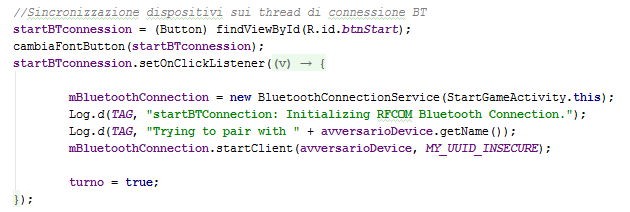 //Sincronizzazione dispositivi sui thread di connessione BT
startBTconnession = (Button) findViewById(R.id.btnStart);
cambiaFontButton(startBTconnession);
startBTconnession.setOnClickListener((v) → {
mBluetoothConnection = new BluetoothConnectionService(StartGameActivity.this);
Log.d(TAG, "startBTConnection: Initializing RFCOM Bluetooth Connection.");
Log.d(TAG, "Trying to pair with " + avversarioDevice.getName());
mBluetoothConnection.startClient(avversarioDevice, MY_UUID_INSECURE);
turno = true;
});